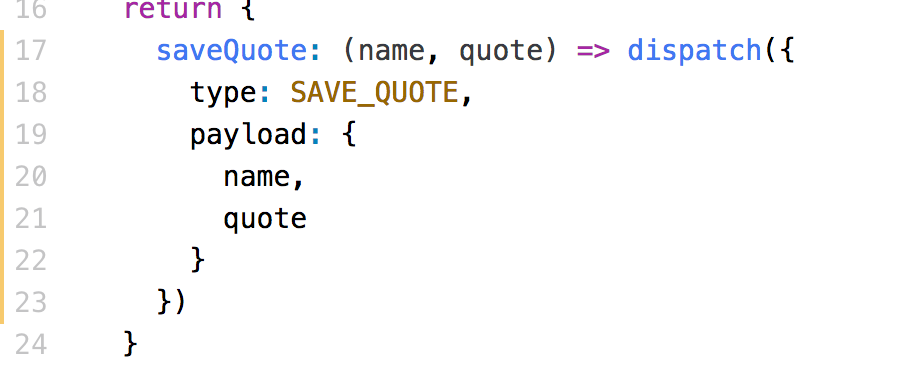 16 return {
17 saveQuote: (name, quote) => dispatch({
18 type: SAVE_QUOTE,
19 payload: {
20 name,
21 quote
22 }
23 })
24 }